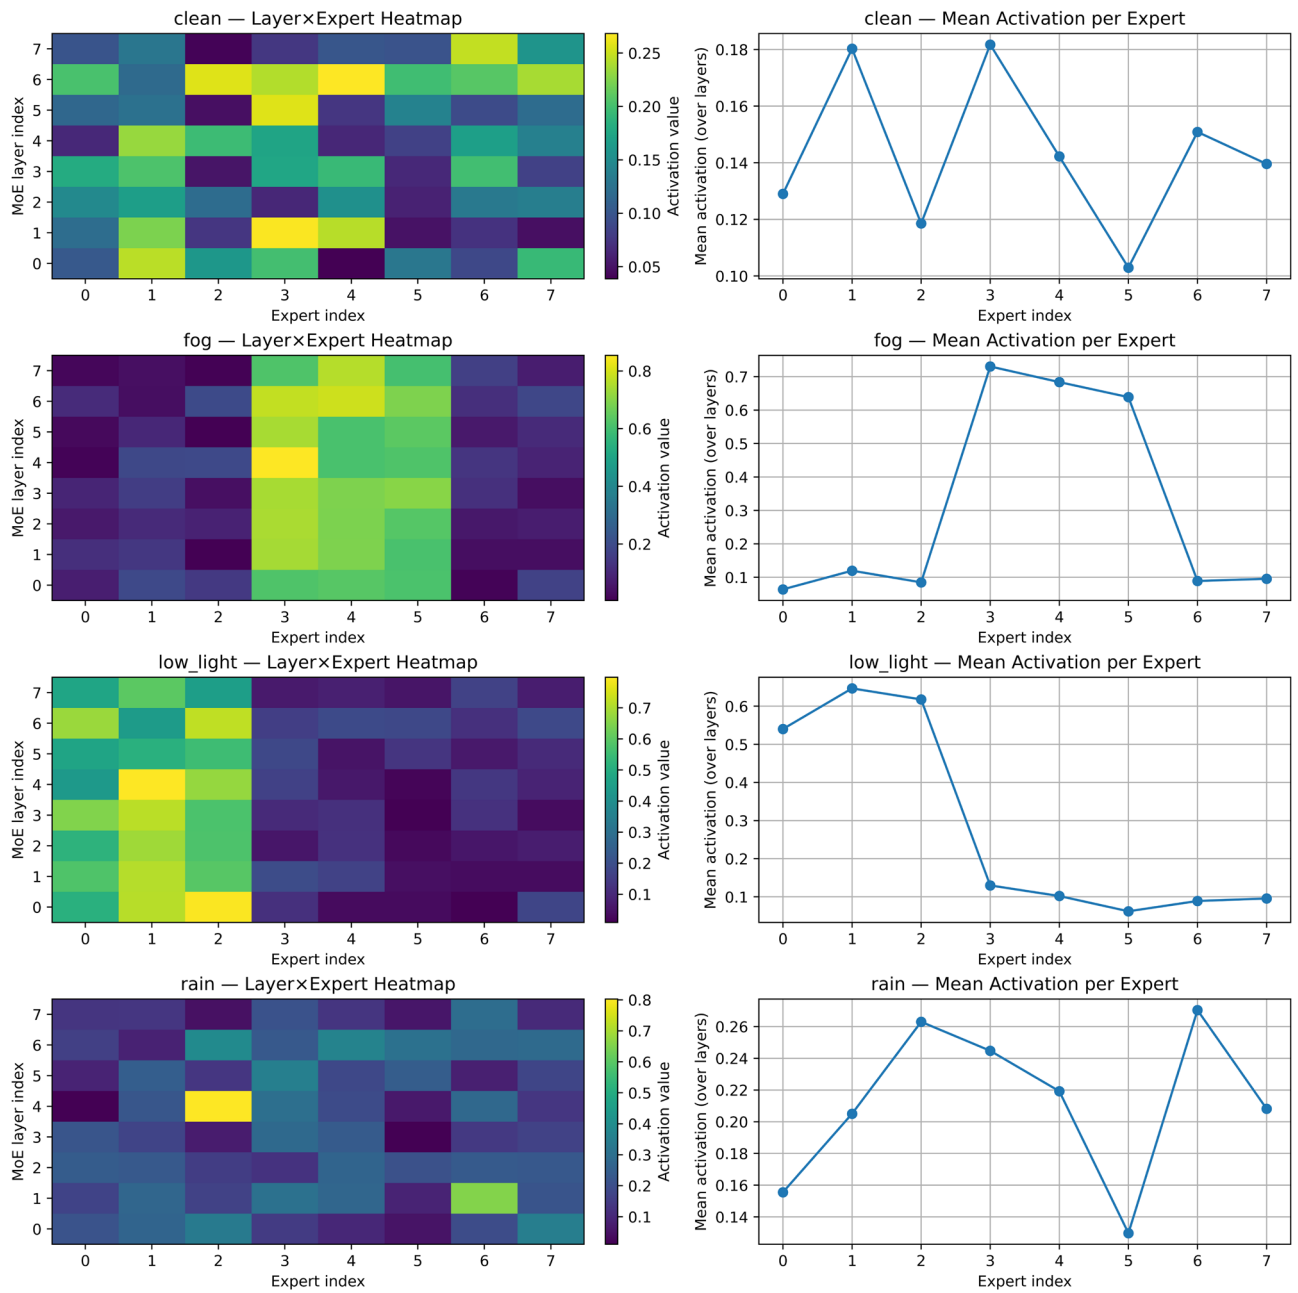 clean — Layer×Expert Heatmap
MoE layer index
7
6
5
4
3
2
1
0
0 1 2 3 4 5 6 7
Expert index
0.25
0.20
0.15
0.10
0.05
Activation value
clean — Mean Activation per Expert
Mean activation (over layers)
0.18
0.16
0.14
0.12
0.10
0 1 2 3 4 5 6 7
Expert index
fog — Layer×Expert Heatmap
MoE layer index
7
6
5
4
3
2
1
0
0 1 2 3 4 5 6 7
Expert index
0.8
0.6
0.4
0.2
Activation value
fog — Mean Activation per Expert
Mean activation (over layers)
0.7
0.6
0.5
0.4
0.3
0.2
0.1
0 1 2 3 4 5 6 7
Expert index
low_light — Layer×Expert Heatmap
MoE layer index
7
6
5
4
3
2
1
0
0 1 2 3 4 5 6 7
Expert index
0.7
0.6
0.5
0.4
0.3
0.2
0.1
Activation value
low_light — Mean Activation per Expert
Mean activation (over layers)
0.6
0.5
0.4
0.3
0.2
0.1
0 1 2 3 4 5 6 7
Expert index
rain — Layer×Expert Heatmap
MoE layer index
7
6
5
4
3
2
1
0
0 1 2 3 4 5 6 7
Expert index
0.8
0.7
0.6
0.5
0.4
0.3
0.2
0.1
Activation value
rain — Mean Activation per Expert
Mean activation (over layers)
0.26
0.24
0.22
0.20
0.18
0.16
0.14
0 1 2 3 4 5 6 7
Expert index